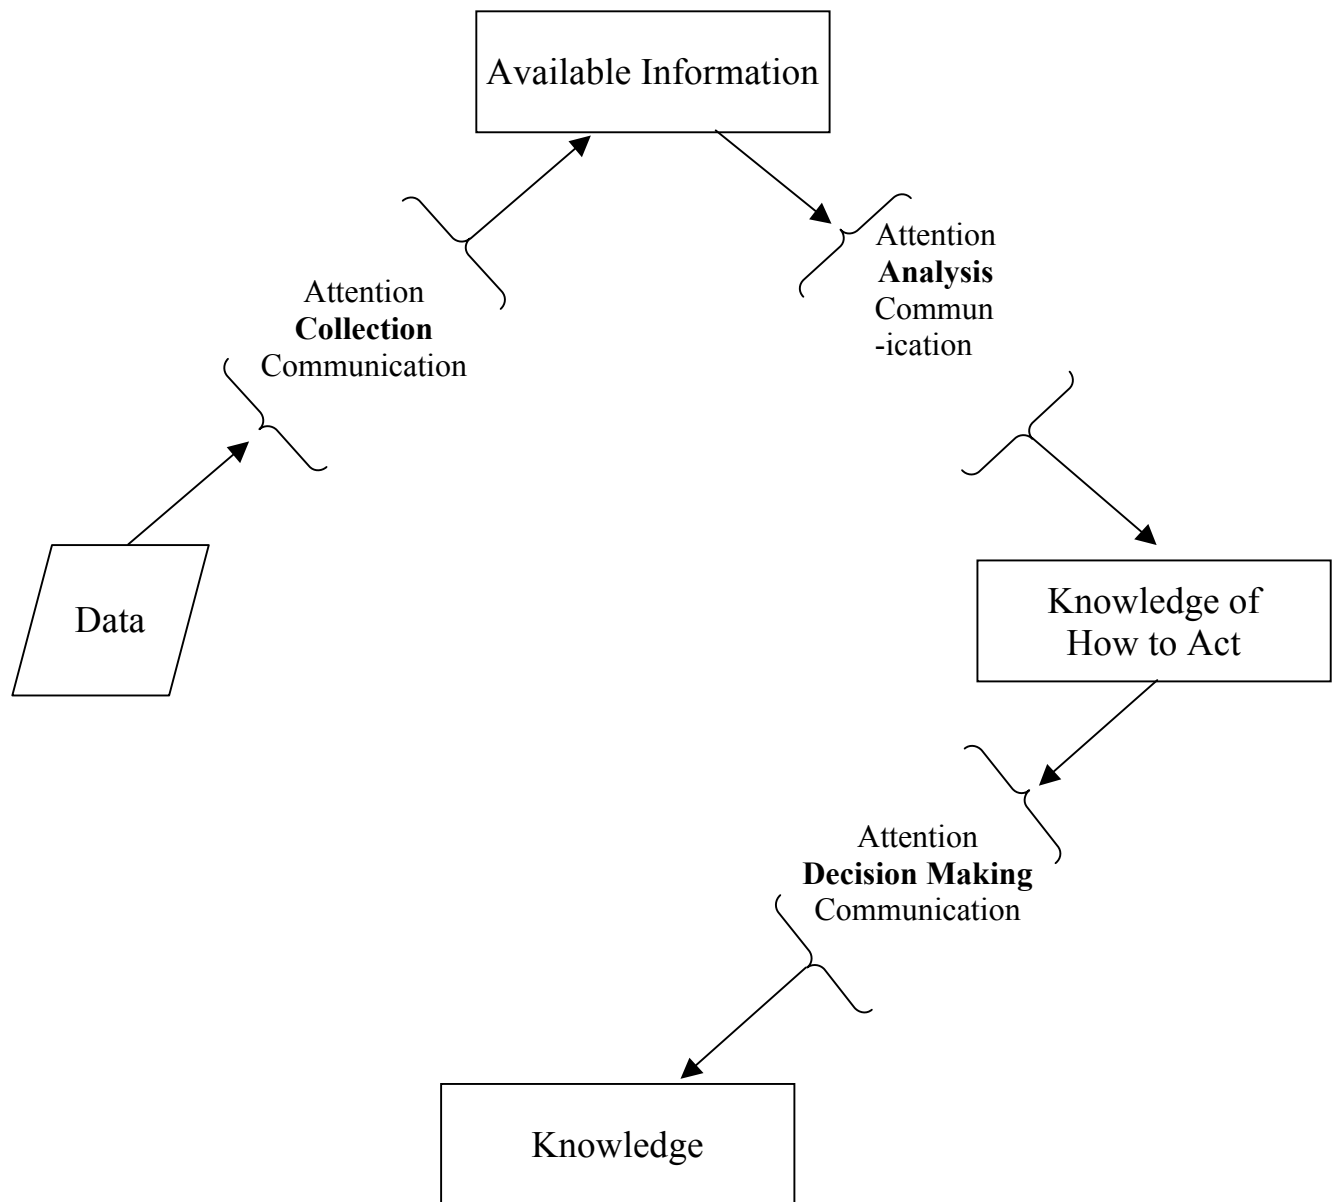 Available Information
Attention
Analysis
Commun
-ication
Attention
Collection
Communication
Data
Knowledge of
How to Act
Attention
Decision Making
Communication
Knowledge